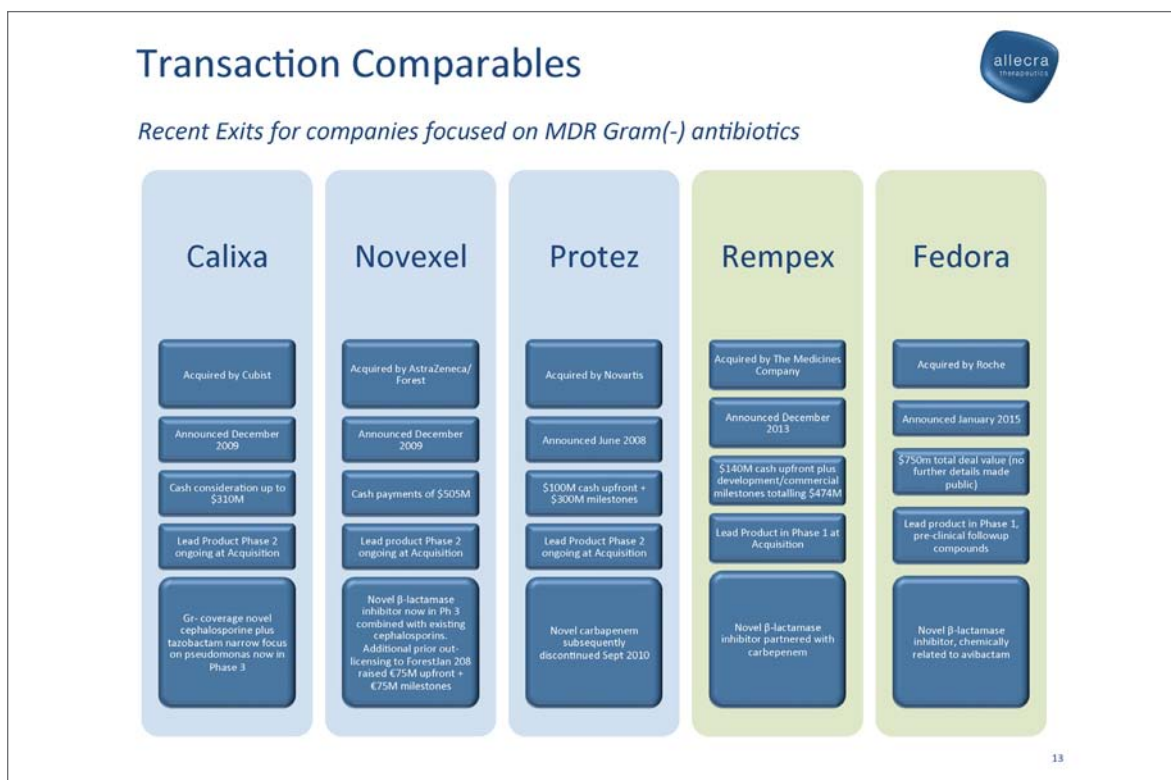 Transaction Comparables
allecra
therapeutics
Recent Exits for companies focused on MDR Gram(-) antibiotics
Calixa
Acquired by Cubist
Announced December
2009
Cash consideration up to
$310M
Lead Product Phase 2
ongoing at Acquisition
Gr- coverage novel
cephalosporine plus
tazobactam narrow focus
on pseudomonas now in
Phase 3
Novexel
Acquired by AstraZeneca/
Forest
Announced December
2009
Cash payments of $505M
Lead product Phase 2
ongoing at Acquisition
Novel β-lactamase
inhibitor now in Ph 3
combined with existing
cephalosporins.
Additional prior out-
licensing to ForestJan 208
raised €75M upfront +
€75M milestones
Protez
Acquired by Novartis
Announced June 2008
$100M cash upfront +
$300M milestones
Lead Product Phase 2
ongoing at Acquisition
Novel carbapenem
subsequently
discontinued Sept 2010
Rempex
Acquired by The Medicines
Company
Announced December
2013
$140M cash upfront plus
development/commercial
milestones totalling $474M
Lead Product in Phase 1 at
Acquisition
Novel β-lactamase
inhibitor partnered with
carbepenem
Fedora
Acquired by Roche
Announced January 2015
$750m total deal value (no
further details made
public)
Lead product in Phase 1,
pre-clinical followup
compounds
Novel β-lactamase
inhibitor, chemically
related to avibactam
13